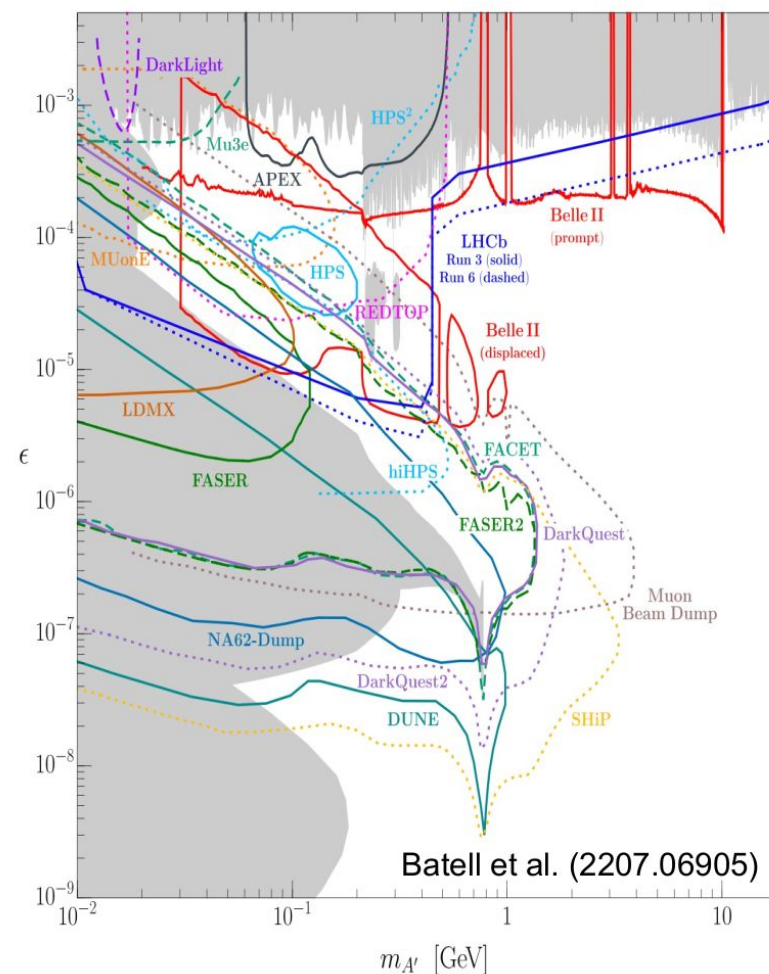 DarkLight
10⁻³
HPS²
Mu3e
APEX
Belle II
(prompt)
10⁻⁴
LHCb
Run 3 (solid)
Run 6 (dashed)
MUonE
HPS
REDTOP
Belle II
(displaced)
10⁻⁵
LDMX
ϵ
FASER
hiHPS
FACET
10⁻⁶
FASER2
DarkQuest
Muon
Beam Dump
10⁻⁷
NA62-Dump
DarkQuest2
DUNE
SHiP
10⁻⁸
Batell et al. (2207.06905)
10⁻⁹
10⁻²
10⁻¹
1
10
m_A′ [GeV]